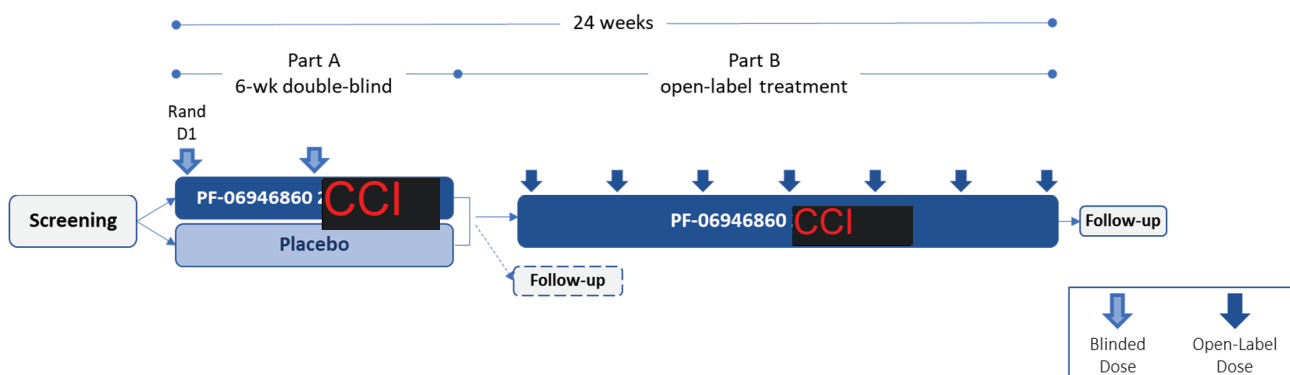 24 weeks
Part A
6-wk double-blind
Part B
open-label treatment
Rand
D1
Screening
PF-06946860
CCI
Placebo
PF-06946860
CCI
Follow-up
Follow-up
Blinded
Dose
Open-Label
Dose